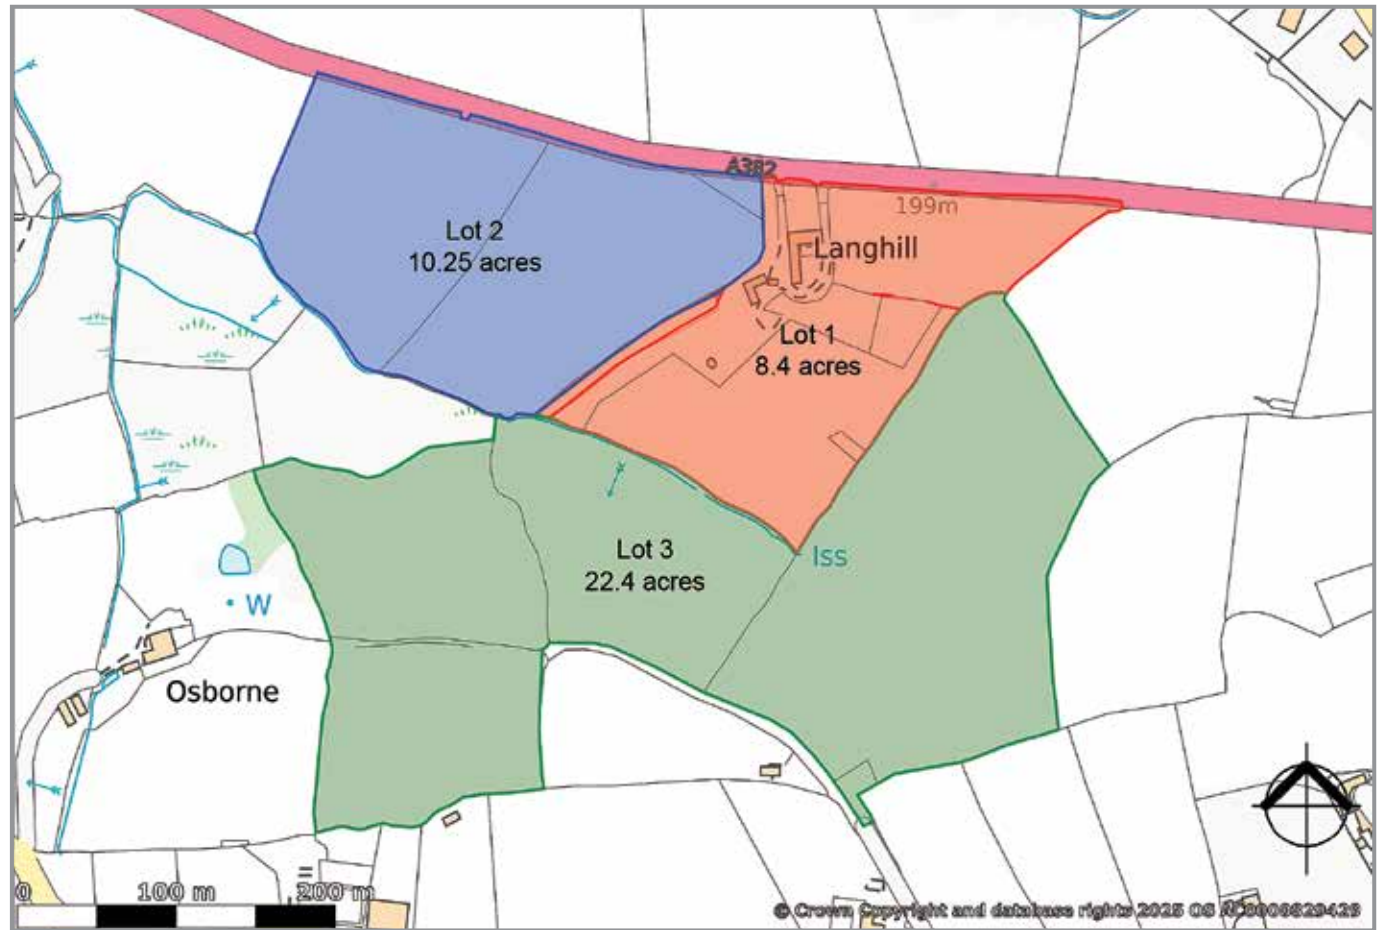 A382
199m
Langhill
Lot 2
10.25 acres
Lot 1
8.4 acres
Lot 3
22.4 acres
Iss
W
Osborne
0 100 m 200 m
© Crown Copyright and database rights 2025 OS AC0000829429